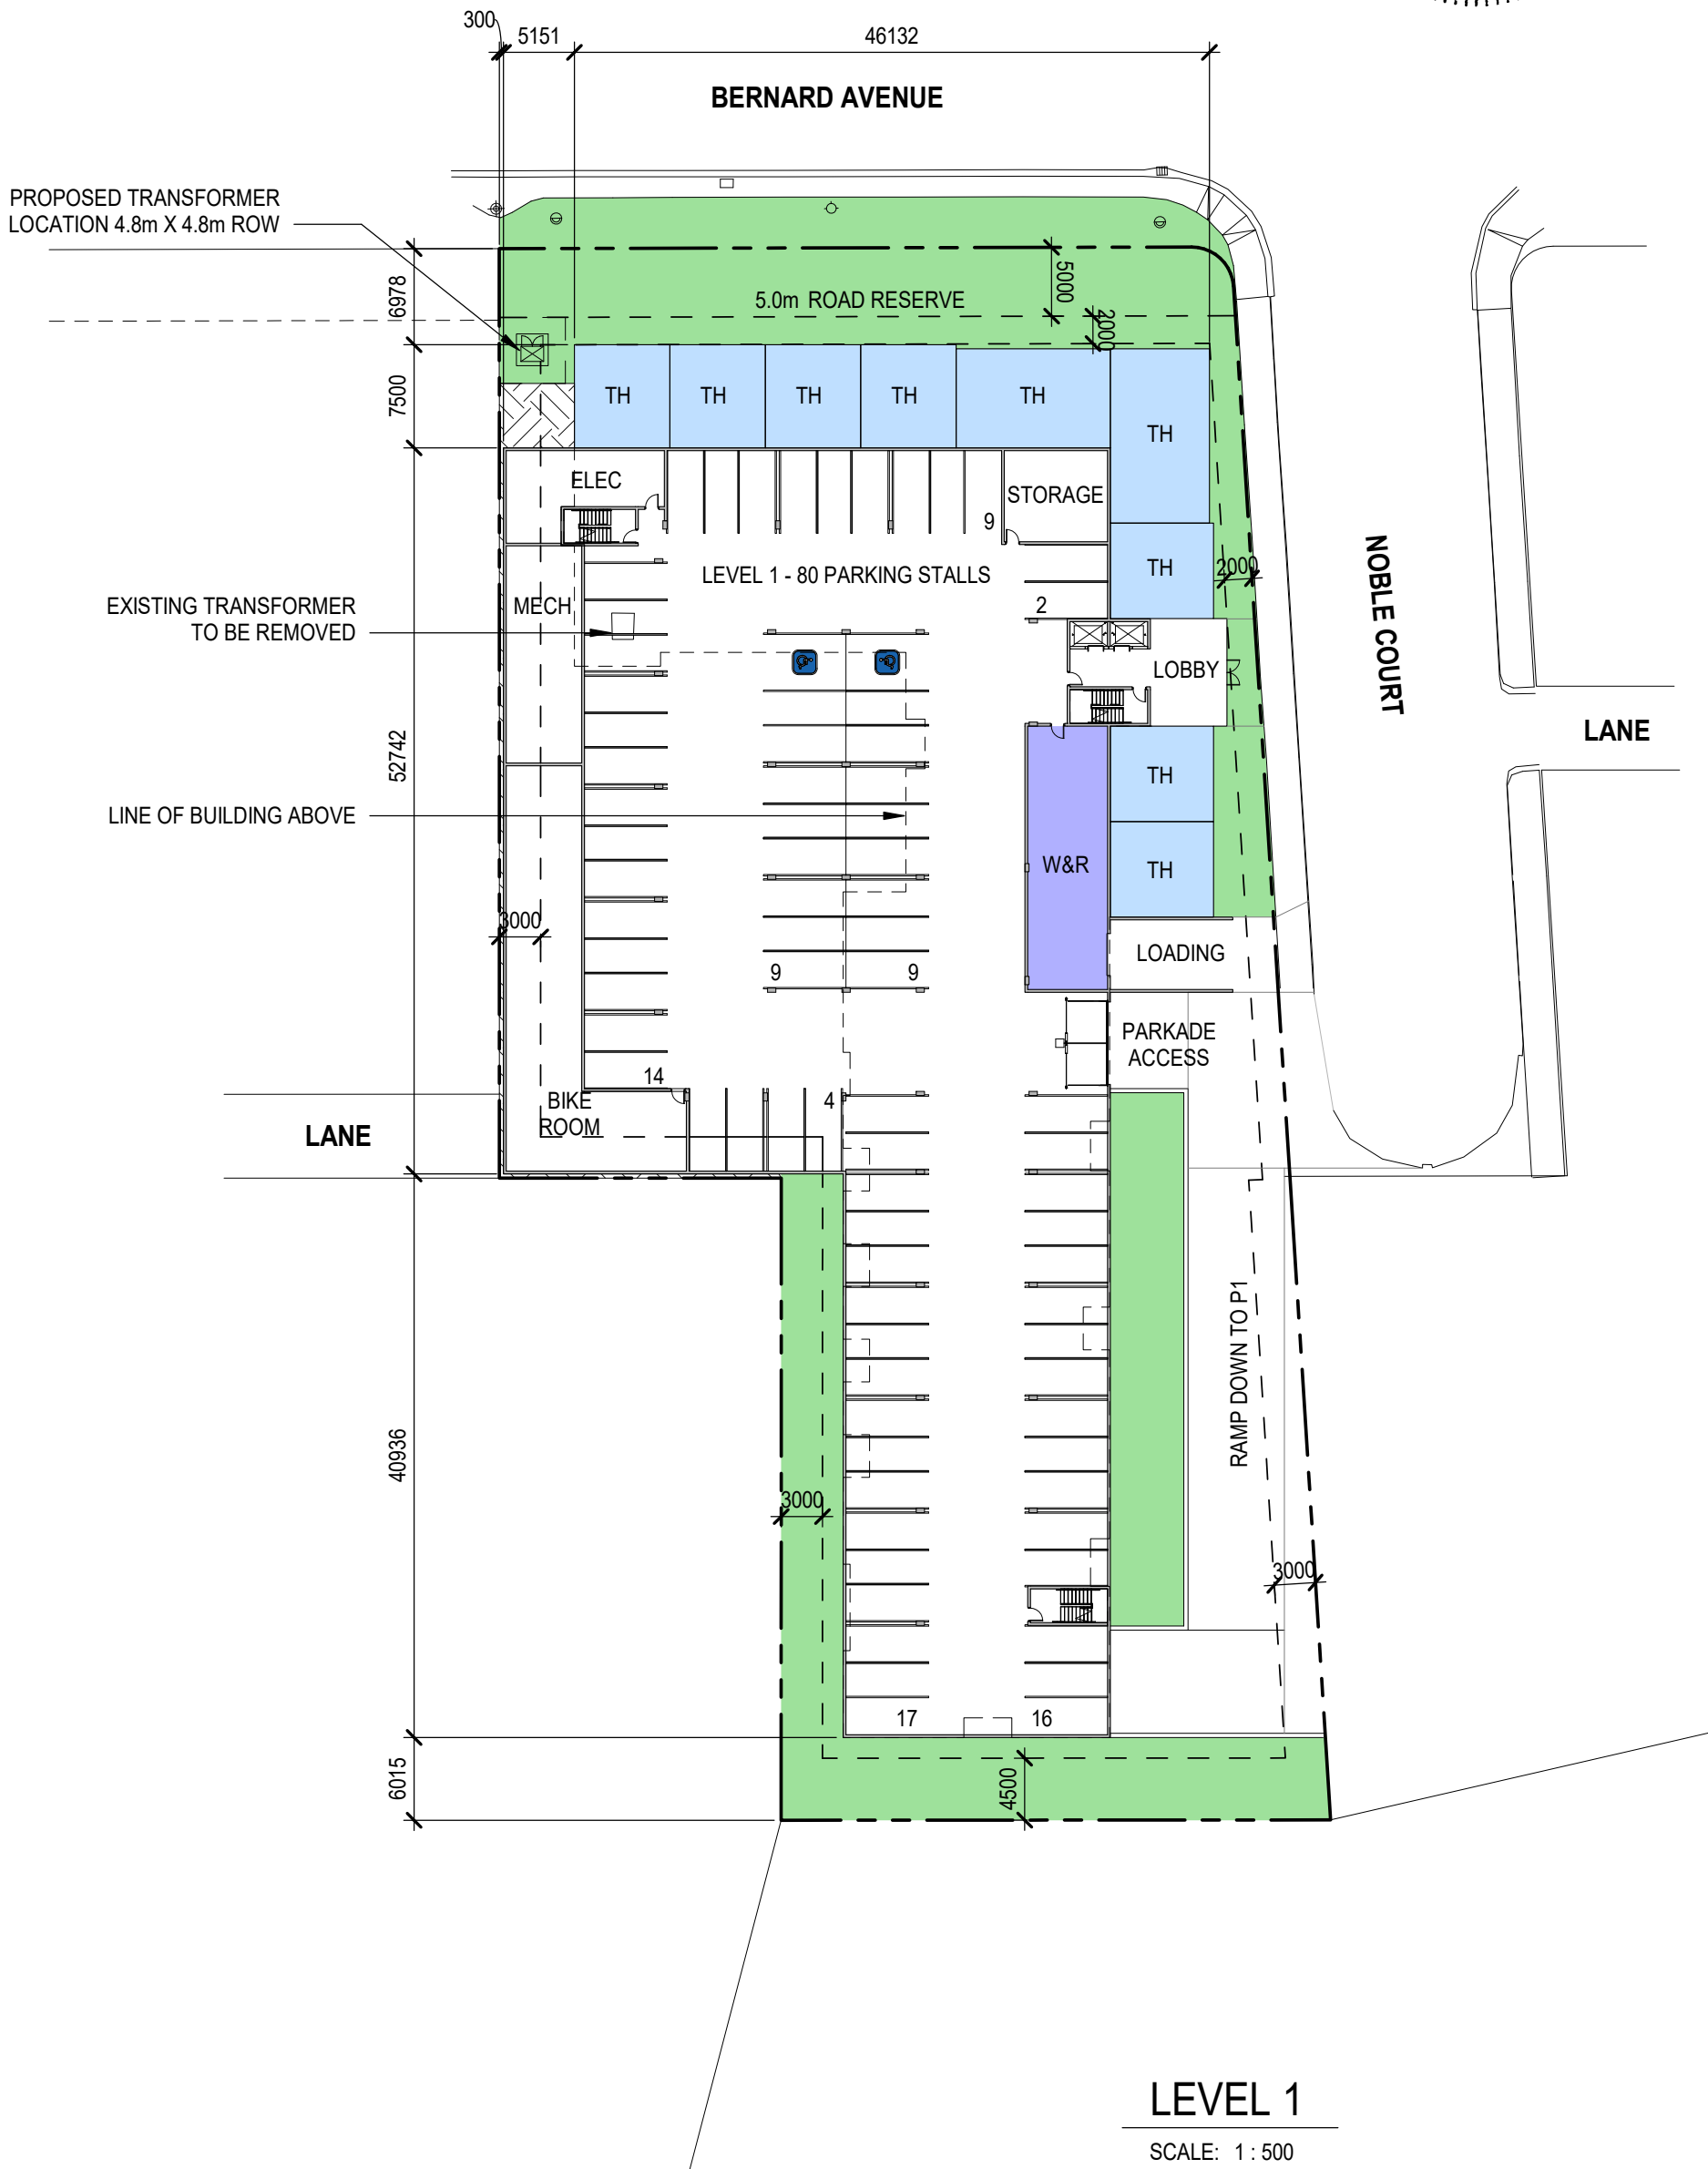 300
5151
46132
BERNARD AVENUE
PROPOSED TRANSFORMER
LOCATION 4.8m X 4.8m ROW
6978
5.0m ROAD RESERVE
5000
2000
7500
TH
TH
TH
TH
TH
TH
ELEC
STORAGE
9
LEVEL 1 - 80 PARKING STALLS
TH
2000
NOBLE COURT
EXISTING TRANSFORMER
TO BE REMOVED
MECH
2
LOBBY
LANE
52742
LINE OF BUILDING ABOVE
TH
W&R
TH
3000
9
9
LOADING
PARKADE
ACCESS
14
BIKE
ROOM
4
LANE
40936
RAMP DOWN TO P1
3000
3000
17
16
6015
4500
LEVEL 1
SCALE: 1 : 500